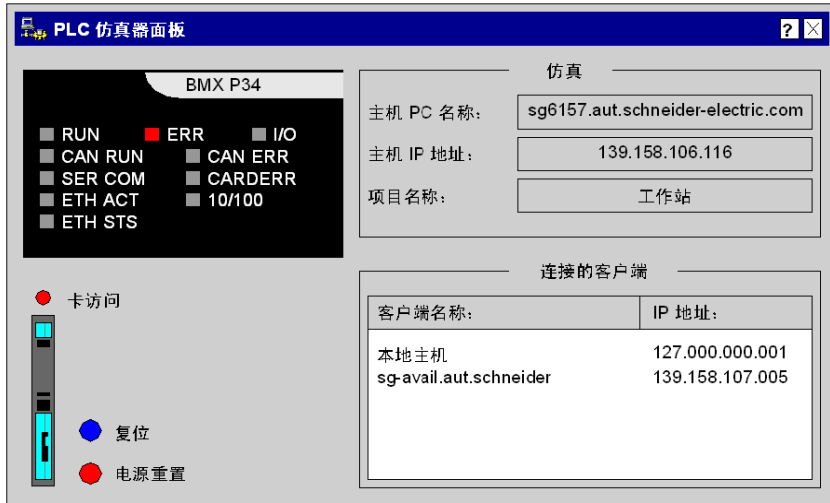 PLC 仿真器面板
BMX P34
RUN ERR I/O
CAN RUN CAN ERR
SER COM CARDERR
ETH ACT 10/100
ETH STS
卡访问
复位
电源重置
仿真
主机 PC 名称： sg6157.aut.schneider-electric.com
主机 IP 地址： 139.158.106.116
项目名称： 工作站
连接的客户端
客户端名称： IP 地址：
本地主机 127.000.000.001
sg-avail.aut.schneider 139.158.107.005